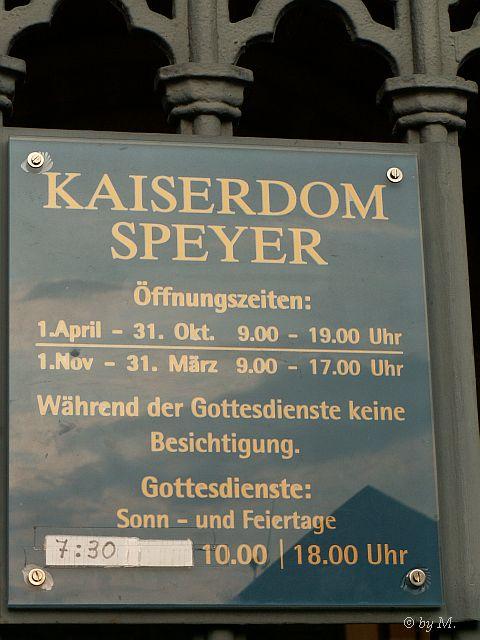 KAISERDOM
SPEYER
Öffnungszeiten:
1.April - 31. Okt. 9.00 - 19.00 Uhr
1.Nov - 31. März 9.00 - 17.00 Uhr
Während der Gottesdienste keine
Besichtigung.
Gottesdienste:
Sonn - und Feiertage
7:30 10.00 | 18.00 Uhr
© by M.